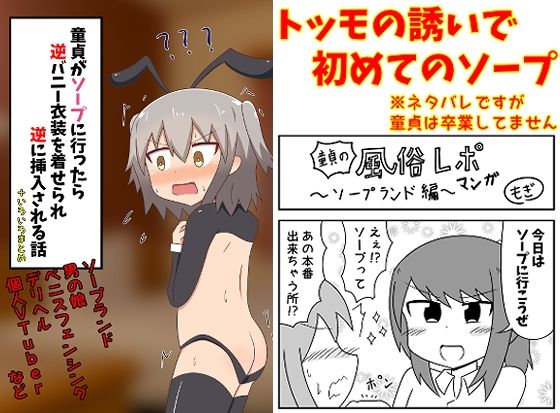 童貞がソープに行ったら
逆バニー衣装を着せられ
逆に挿入される話
+いろいろまとめ
ソープランド
男の娘
ペニスフェンシング
デリヘル
個人VTuber など
???
トッモの誘いで
初めてのソープ
※ネタバレですが
童貞は卒業してません
童貞の
風俗レポ
マンガ
～ソープランド編～
もぎ
今日は
ソープに行こうぜ
えぇ!?
ソープって
あの本番
出来ちゃう所!?
ポン